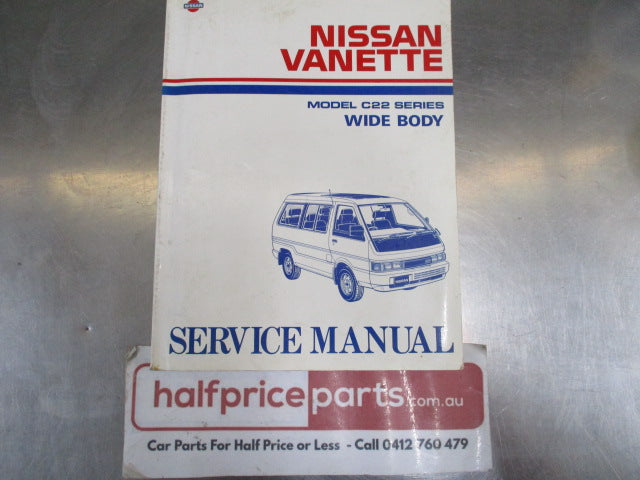 NISSAN
NISSAN
VANETTE
MODEL C22 SERIES
WIDE BODY
SERVICE MANUAL
halfpriceparts.com.au
Car Parts For Half Price or Less - Call 0412 760 479